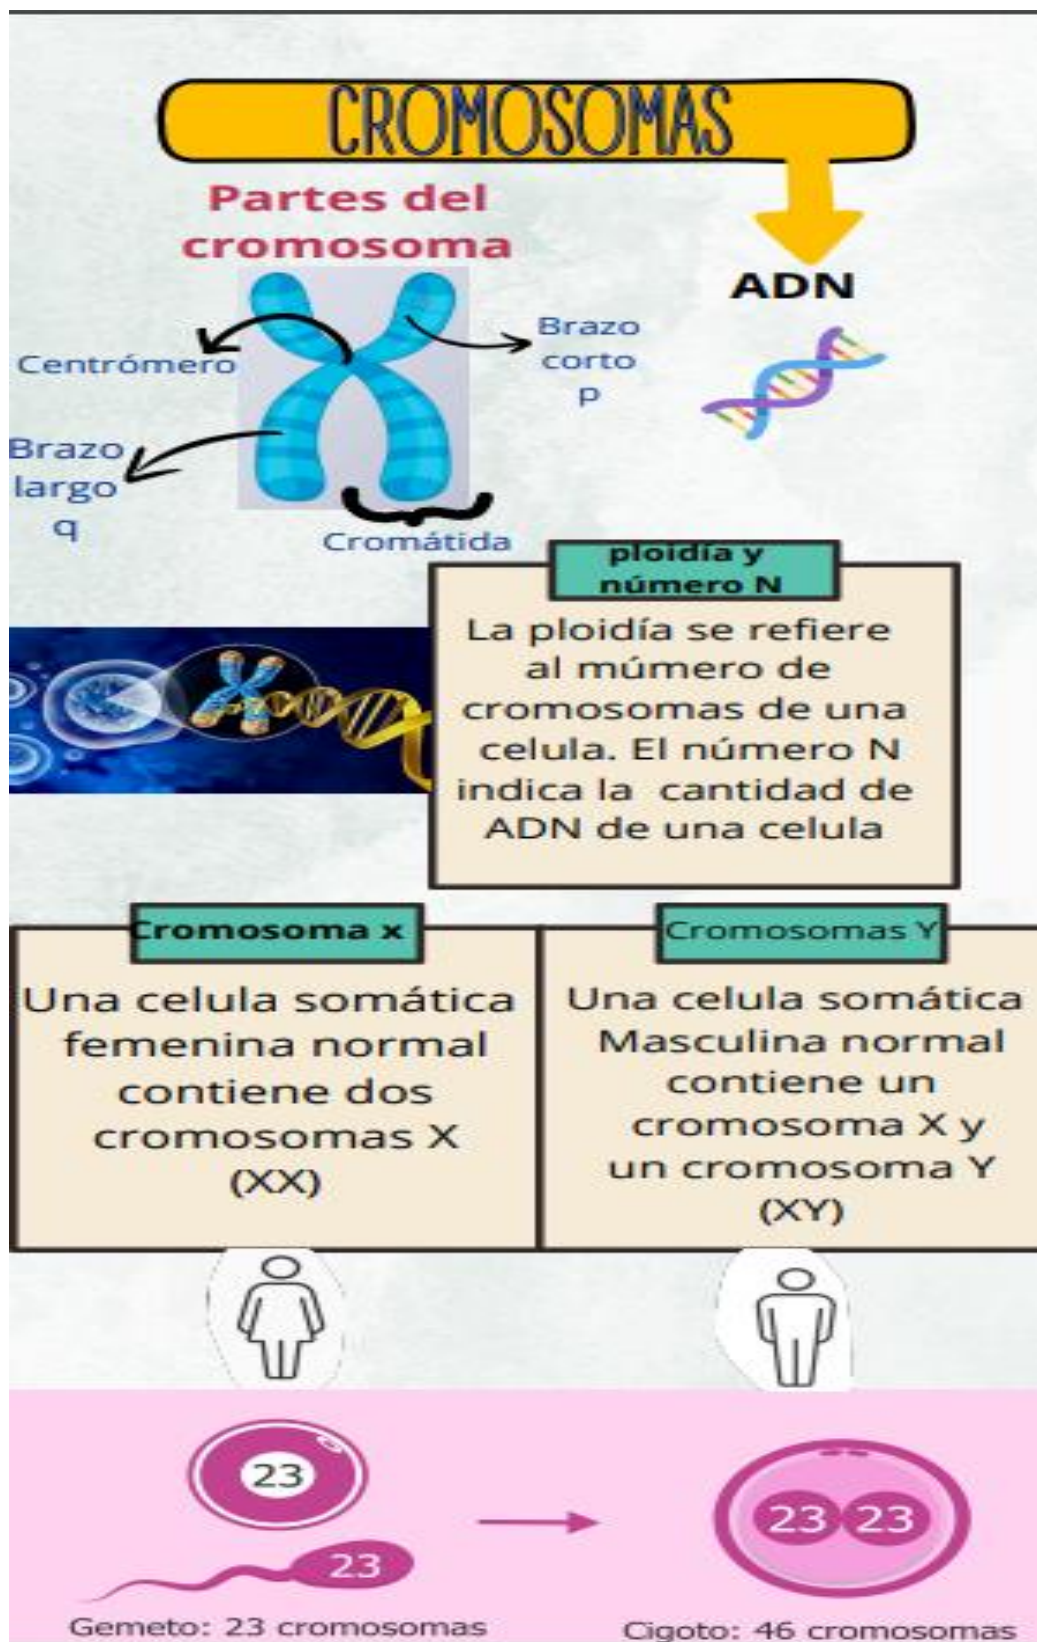 CROMOSOMAS
Partes del
cromosoma
ADN
Centrómero
Brazo
corto
p
Brazo
largo
q
Cromátida
ploidía y
número N
La ploidía se refiere
al múmero de
cromosomas de una
celula. El número N
indica la cantidad de
ADN de una celula
Cromosoma x
Una celula somática
femenina normal
contiene dos
cromosomas X
(XX)
Cromosomas Y
Una celula somática
Masculina normal
contiene un
cromosoma X y
un cromosoma Y
(XY)
23
23
Gemeto: 23 cromosomas
23 23
Cigoto: 46 cromosomas